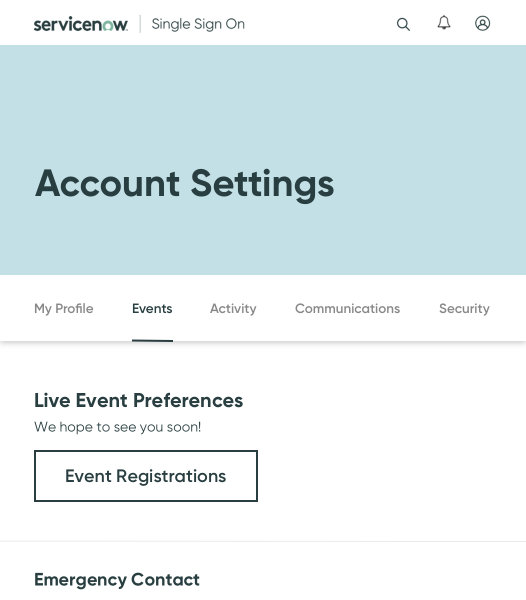 servicenow Single Sign On
Account Settings
My Profile Events Activity Communications Security
Live Event Preferences
We hope to see you soon!
Event Registrations
Emergency Contact